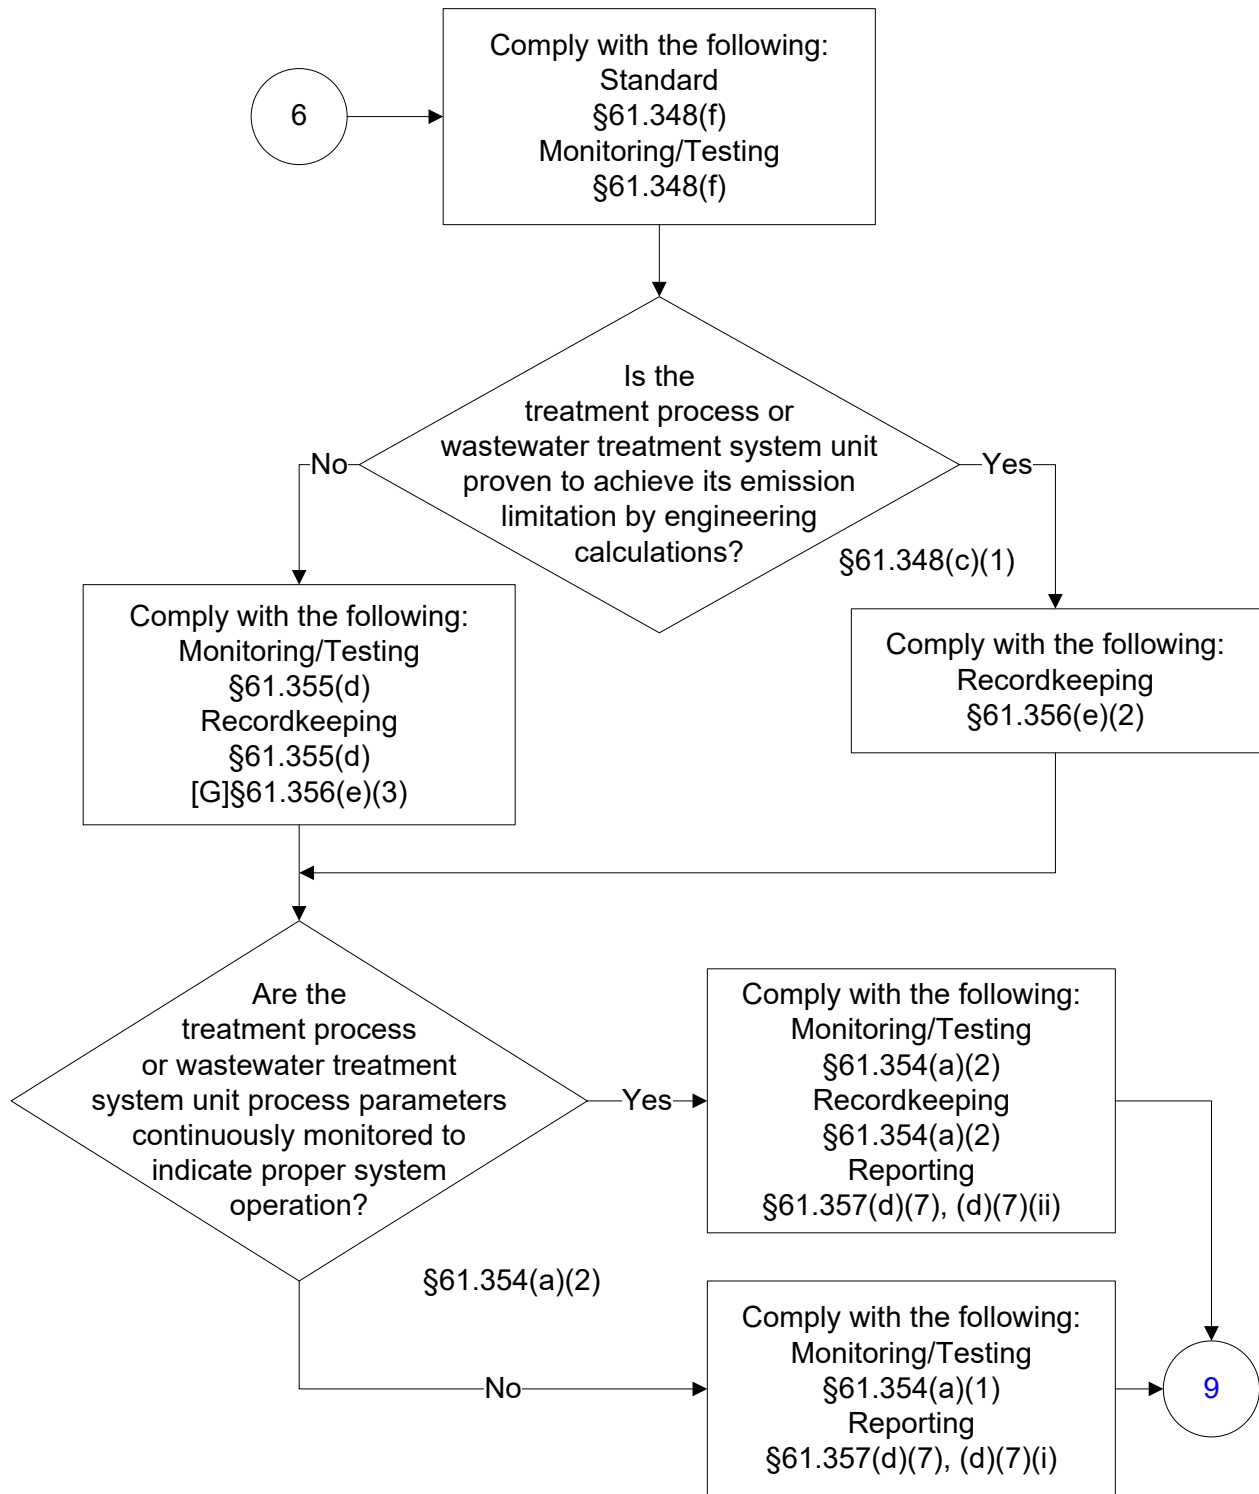 6
Comply with the following:
Standard
§61.348(f)
Monitoring/Testing
§61.348(f)
Is the
treatment process or
wastewater treatment system unit
proven to achieve its emission
limitation by engineering
calculations?
No
Yes
§61.348(c)(1)
Comply with the following:
Monitoring/Testing
§61.355(d)
Recordkeeping
§61.355(d)
[G]§61.356(e)(3)
Comply with the following:
Recordkeeping
§61.356(e)(2)
Are the
treatment process
or wastewater treatment
system unit process parameters
continuously monitored to
indicate proper system
operation?
Yes
Comply with the following:
Monitoring/Testing
§61.354(a)(2)
Recordkeeping
§61.354(a)(2)
Reporting
§61.357(d)(7), (d)(7)(ii)
§61.354(a)(2)
No
Comply with the following:
Monitoring/Testing
§61.354(a)(1)
Reporting
§61.357(d)(7), (d)(7)(i)
9